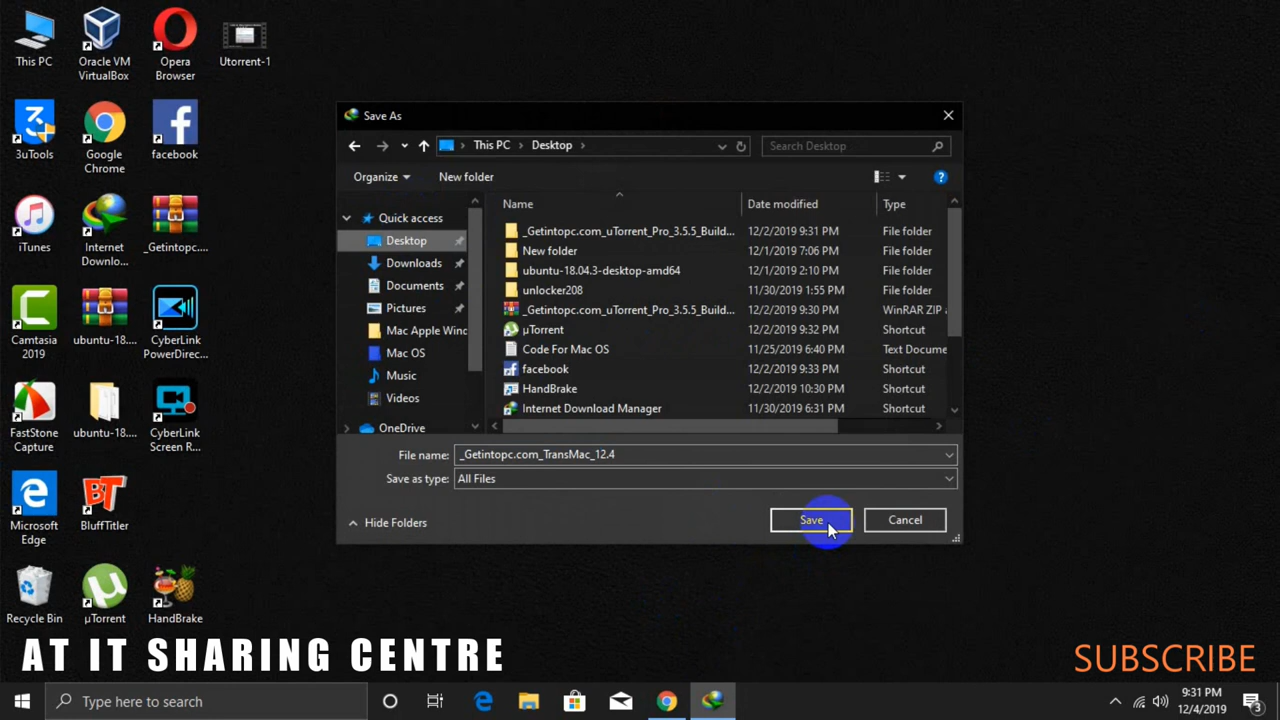 This PC
Oracle VM
VirtualBox
Opera
Browser
Utorrent-1
3uTools
Google
Chrome
facebook
iTunes
Internet
Downlo...
_Getintopc....
Camtasia
2019
ubuntu-18....
CyberLink
PowerDirec...
FastStone
Capture
ubuntu-18....
CyberLink
Screen R...
Microsoft
Edge
BluffTitler
Recycle Bin
µTorrent
HandBrake
Save As
This PC > Desktop >
Search Desktop
Organize
New folder
Quick access
Desktop
Downloads
Documents
Pictures
Mac Apple Winc
Mac OS
Music
Videos
OneDrive
Name Date modified Type
_Getintopc.com_uTorrent_Pro_3.5.5_Build... 12/2/2019 9:31 PM File folder
New folder 12/1/2019 7:06 PM File folder
ubuntu-18.04.3-desktop-amd64 12/1/2019 2:10 PM File folder
unlocker208 11/30/2019 1:55 PM File folder
_Getintopc.com_uTorrent_Pro_3.5.5_Build... 12/2/2019 9:30 PM WinRAR ZIP
µTorrent 12/2/2019 9:32 PM Shortcut
Code For Mac OS 11/25/2019 6:40 PM Text Docume
facebook 12/2/2019 9:33 PM Shortcut
HandBrake 12/2/2019 10:30 PM Shortcut
Internet Download Manager 11/30/2019 6:31 PM Shortcut
File name: _Getintopc.com_TransMac_12.4
Save as type: All Files
Hide Folders
Save
Cancel
AT IT SHARING CENTRE
SUBSCRIBE
Type here to search
9:31 PM
12/4/2019
3